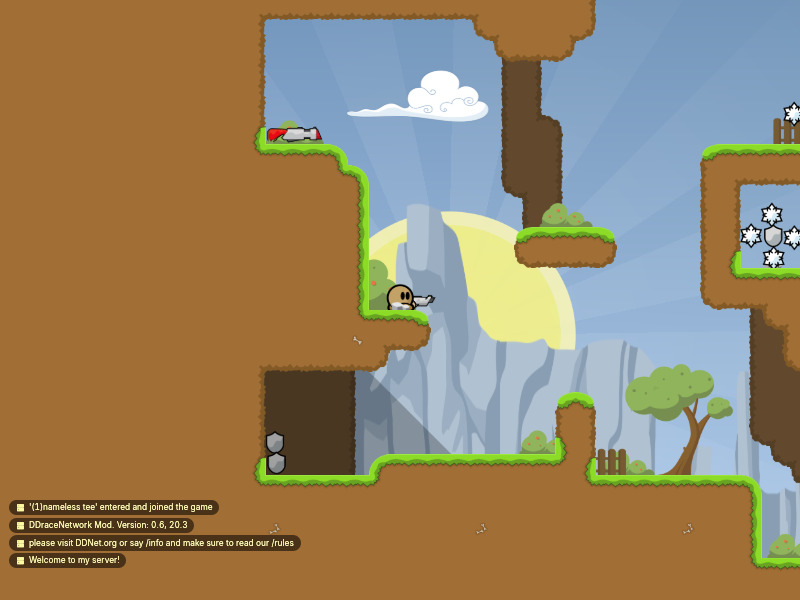 '(1)nameless tee' entered and joined the game
DDraceNetwork Mod. Version: 0.6, 20.3
please visit DDNet.org or say /info and make sure to read our /rules
Welcome to my server!